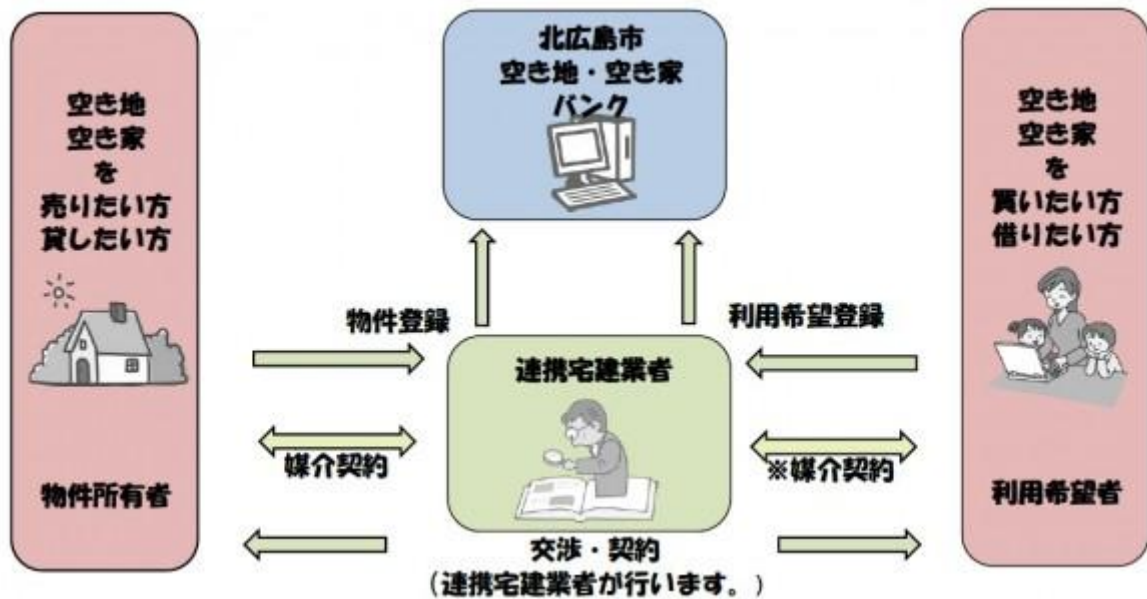 空き地
空き家
を
売りたい方
貸したい方
物件所有者
北広島市
空き地・空き家
バンク
物件登録
利用希望登録
連携宅建業者
媒介契約
※媒介契約
交渉・契約
（連携宅建業者が行います。）
空き地
空き家
を
買いたい方
借りたい方
利用希望者